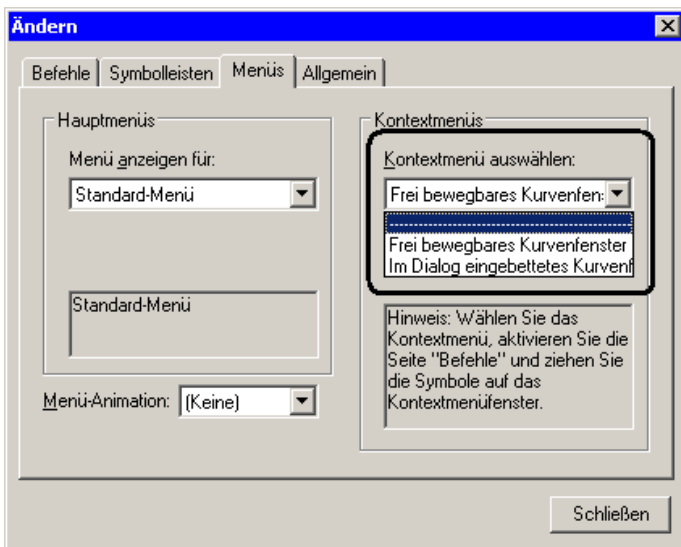 Ändern
Befehle Symbolleisten Menüs Allgemein
Hauptmenüs
Menü anzeigen für:
Standard-Menü
Standard-Menü
Menü-Animation: (Keine)
Kontextmenüs
Kontextmenü auswählen:
Frei bewegbares Kurvenfen
--------------------------------------------
Frei bewegbares Kurvenfenster
Im Dialog eingebettetes Kurvenf
Hinweis: Wählen Sie das
Kontextmenü, aktivieren Sie die
Seite "Befehle" und ziehen Sie
die Symbole auf das
Kontextmenüfenster.
Schließen